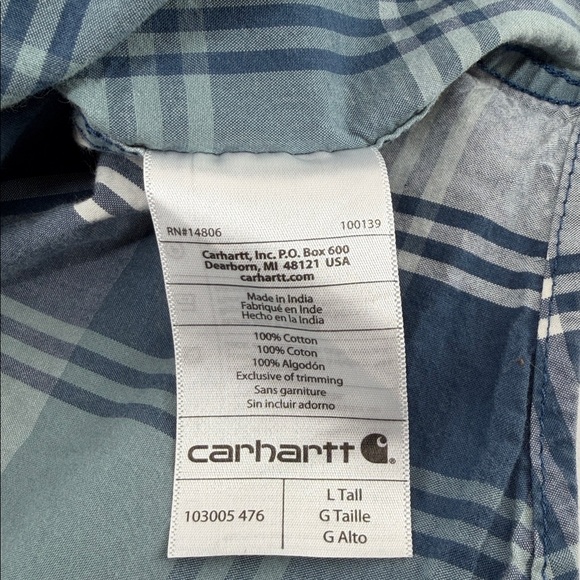 RN#14806 100139
Carhartt, Inc. P.O. Box 600
Dearborn, MI 48121 USA
carhartt.com
Made in India
Fabriqué en Inde
Hecho en la India
100% Cotton
100% Coton
100% Algodón
Exclusive of trimming
Sans garniture
Sin incluir adorno
carhartt
103005 476
L Tall
G Taille
G Alto